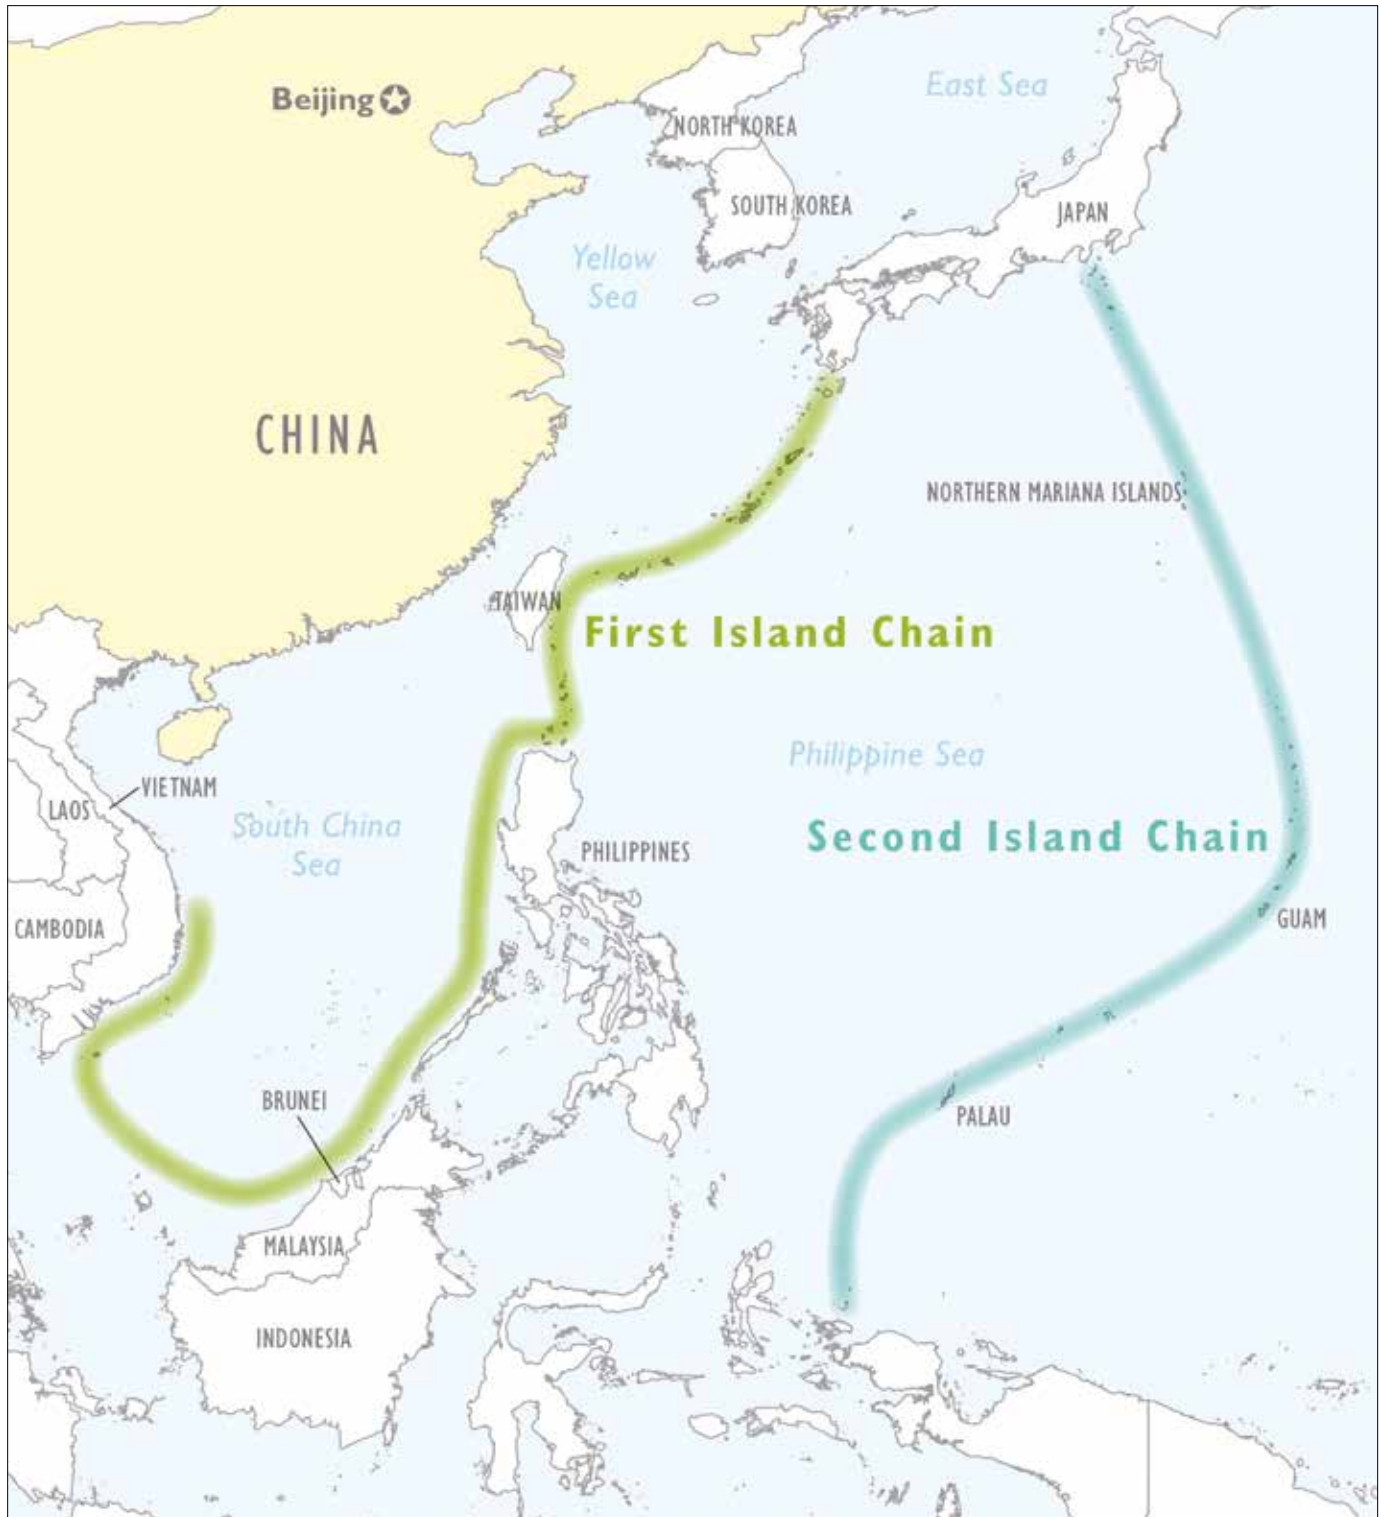 East Sea
Beijing
NORTH KOREA
SOUTH KOREA
JAPAN
Yellow
Sea
CHINA
NORTHERN MARIANA ISLANDS
TAIWAN
First Island Chain
Philippine Sea
VIETNAM
LAOS
South China
Sea
Second Island Chain
PHILIPPINES
CAMBODIA
GUAM
BRUNEI
PALAU
MALAYSIA
INDONESIA